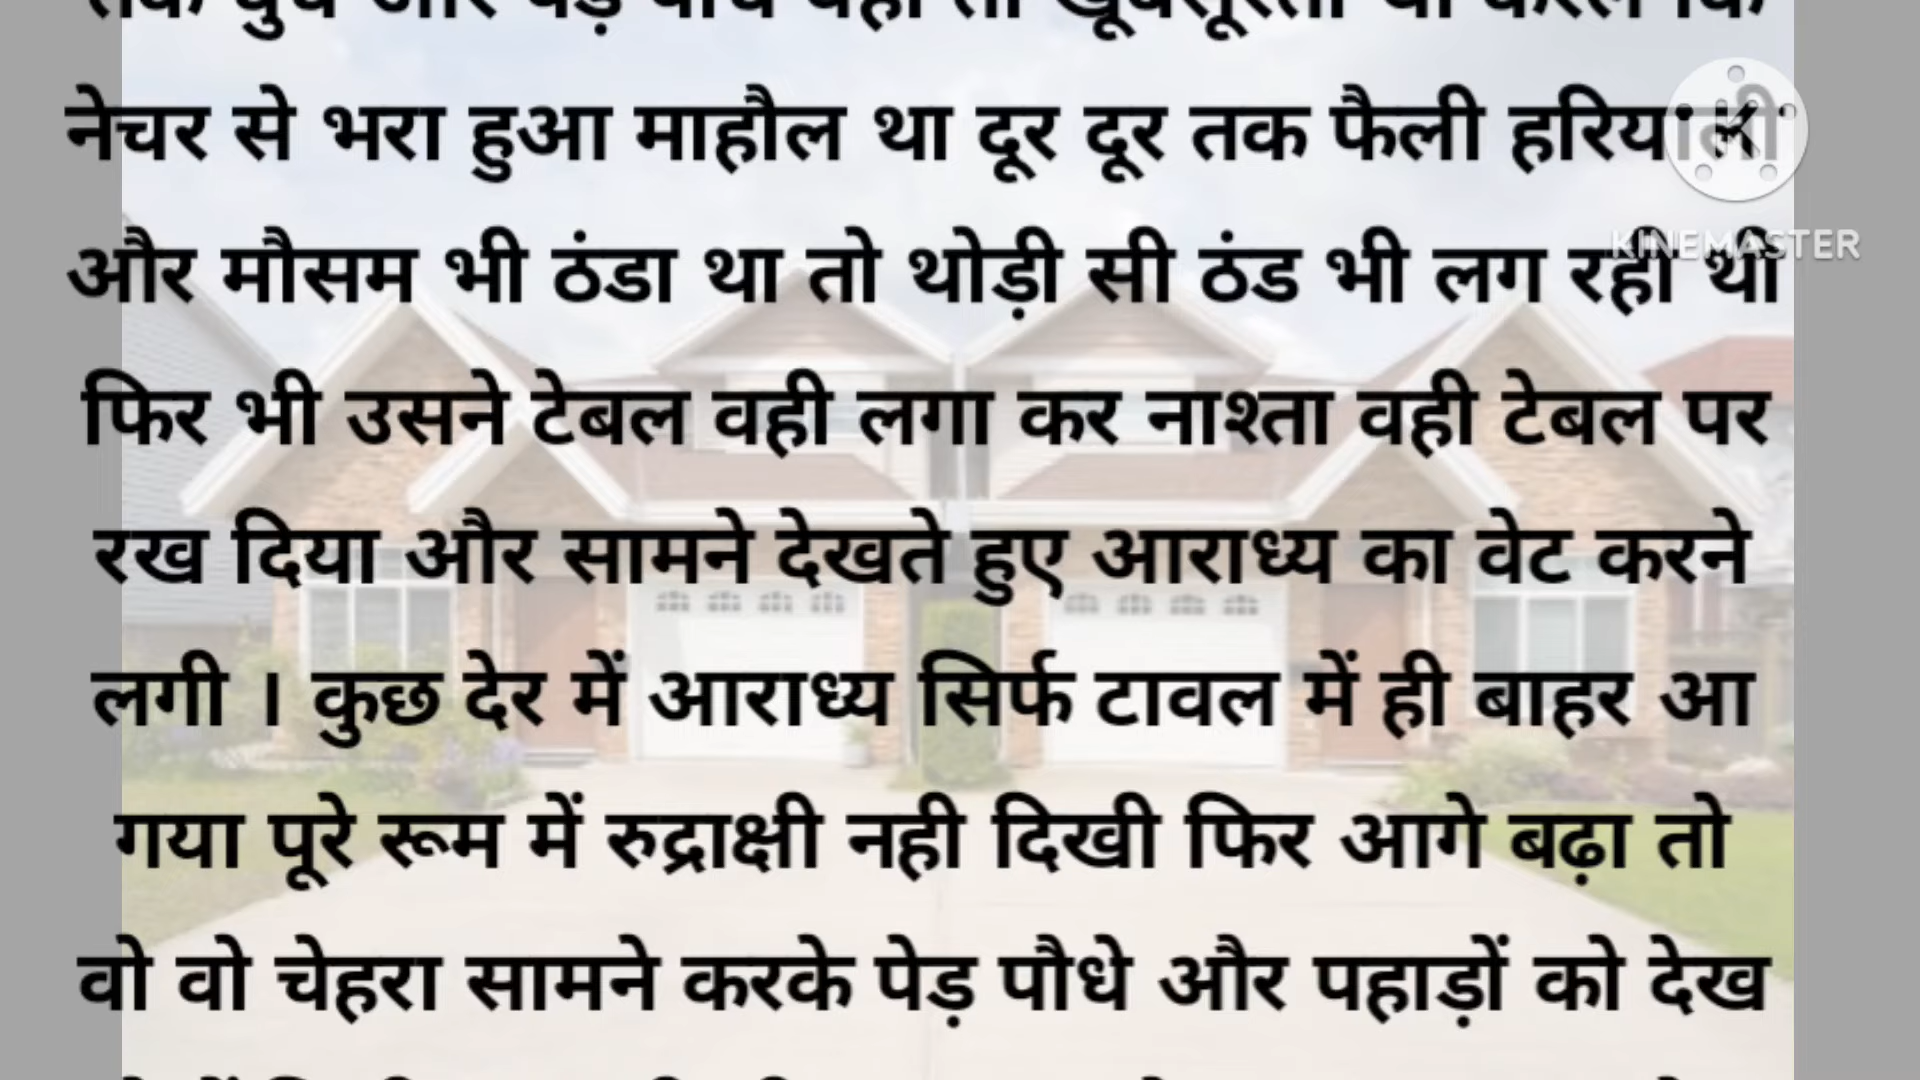 नेचर से भरा हुआ माहौल था दूर दूर तक फैली हरियाली
और मौसम भी ठंडा था तो थोड़ी सी ठंड भी लग रही थी
KINEMASTER
फिर भी उसने टेबल वही लगा कर नाश्ता वही टेबल पर
रख दिया और सामने देखते हुए आराध्य का वेट करने
लगी । कुछ देर में आराध्य सिर्फ टावल में ही बाहर आ
गया पूरे रूम में रुद्राक्षी नही दिखी फिर आगे बढ़ा तो
वो वो चेहरा सामने करके पेड़ पौधे और पहाड़ों को देख